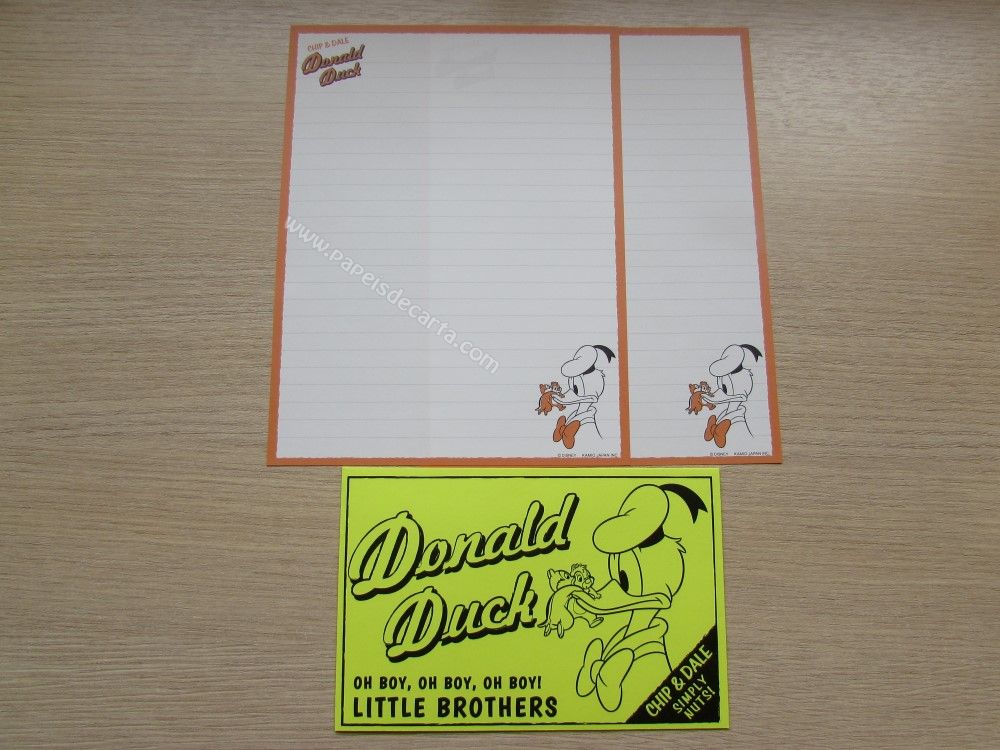 CHIP & DALE
Donald
Duck
www.papeisdecarta.com
© DISNEY KAMIO JAPAN INC.
© DISNEY KAMIO JAPAN INC.
Donald
Duck
OH BOY, OH BOY, OH BOY!
LITTLE BROTHERS
CHIP & DALE
SIMPLY
NUTS!